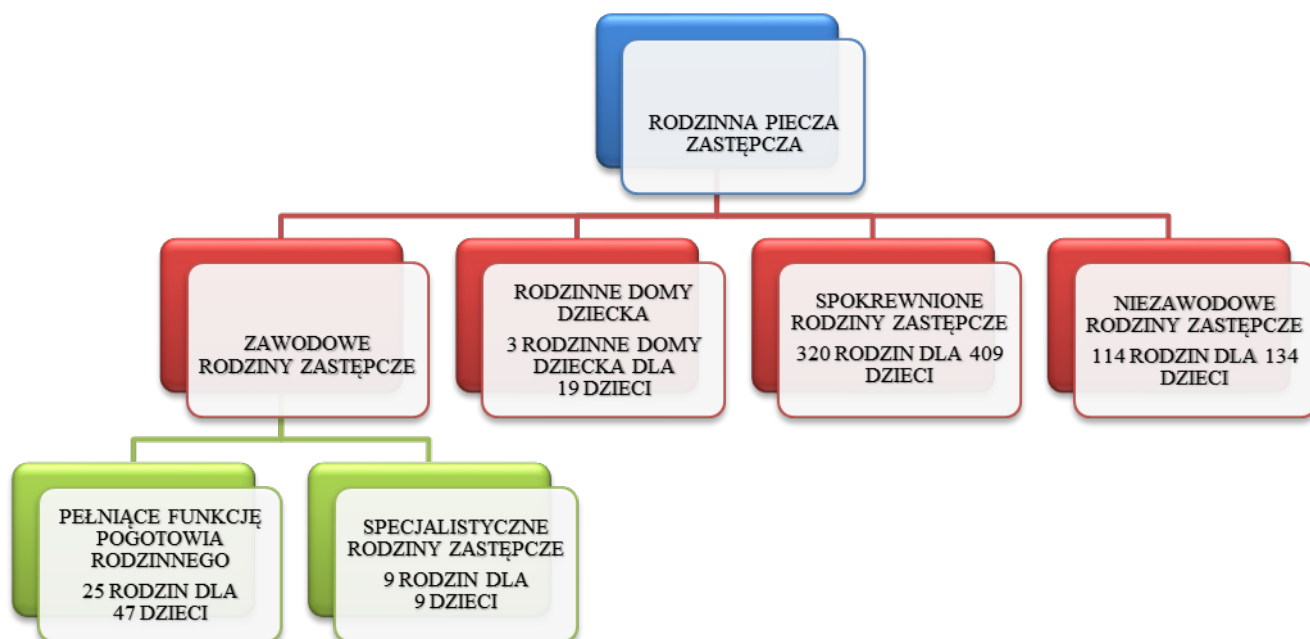 RODZINNA PIECZA
ZASTĘPCZA
ZAWODOWE
RODZINY ZASTĘPCZE
RODZINNE DOMY
DZIECKA
3 RODZINNE DOMY
DZIECKA DLA
19 DZIECI
SPOKREWNIONE
RODZINY ZASTĘPCZE
320 RODZIN DLA 409
DZIECI
NIEZAWODOWE
RODZINY ZASTĘPCZE
114 RODZIN DLA 134
DZIECI
PEŁNIĄCE FUNKCJĘ
POGOTOWIA
RODZINNEGO
25 RODZIN DLA
47 DZIECI
SPECJALISTYCZNE
RODZINY ZASTĘPCZE
9 RODZIN DLA
9 DZIECI